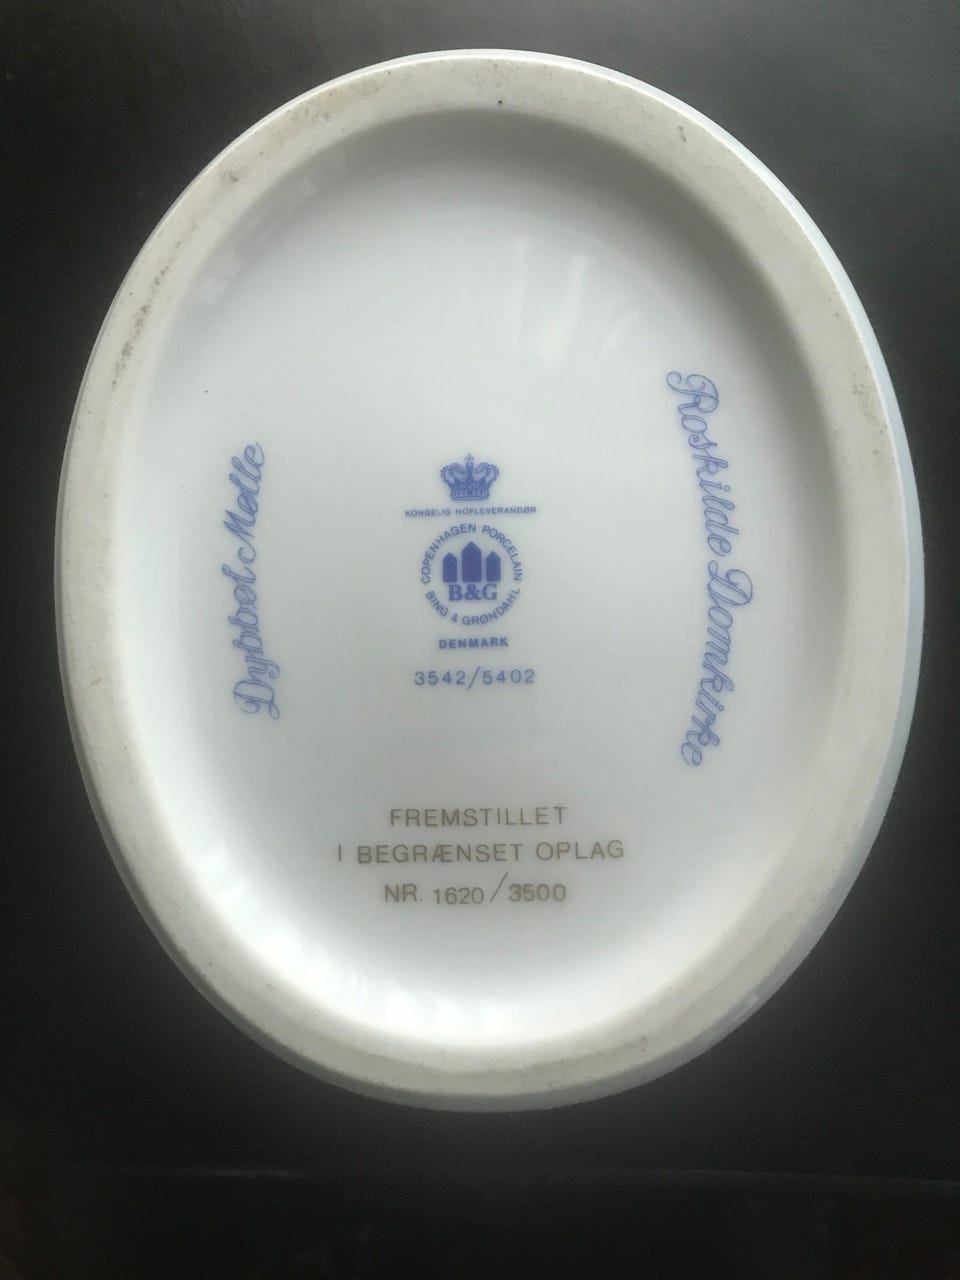 KONGELIG HOFLEVERANDØR
COPENHAGEN PORCELAIN
B&G
BING & GRØNDAHL
DENMARK
3542/5402
Dybbøl Mølle
Roskilde Domkirke
FREMSTILLET
I BEGRÆNSET OPLAG
NR. 1620/3500